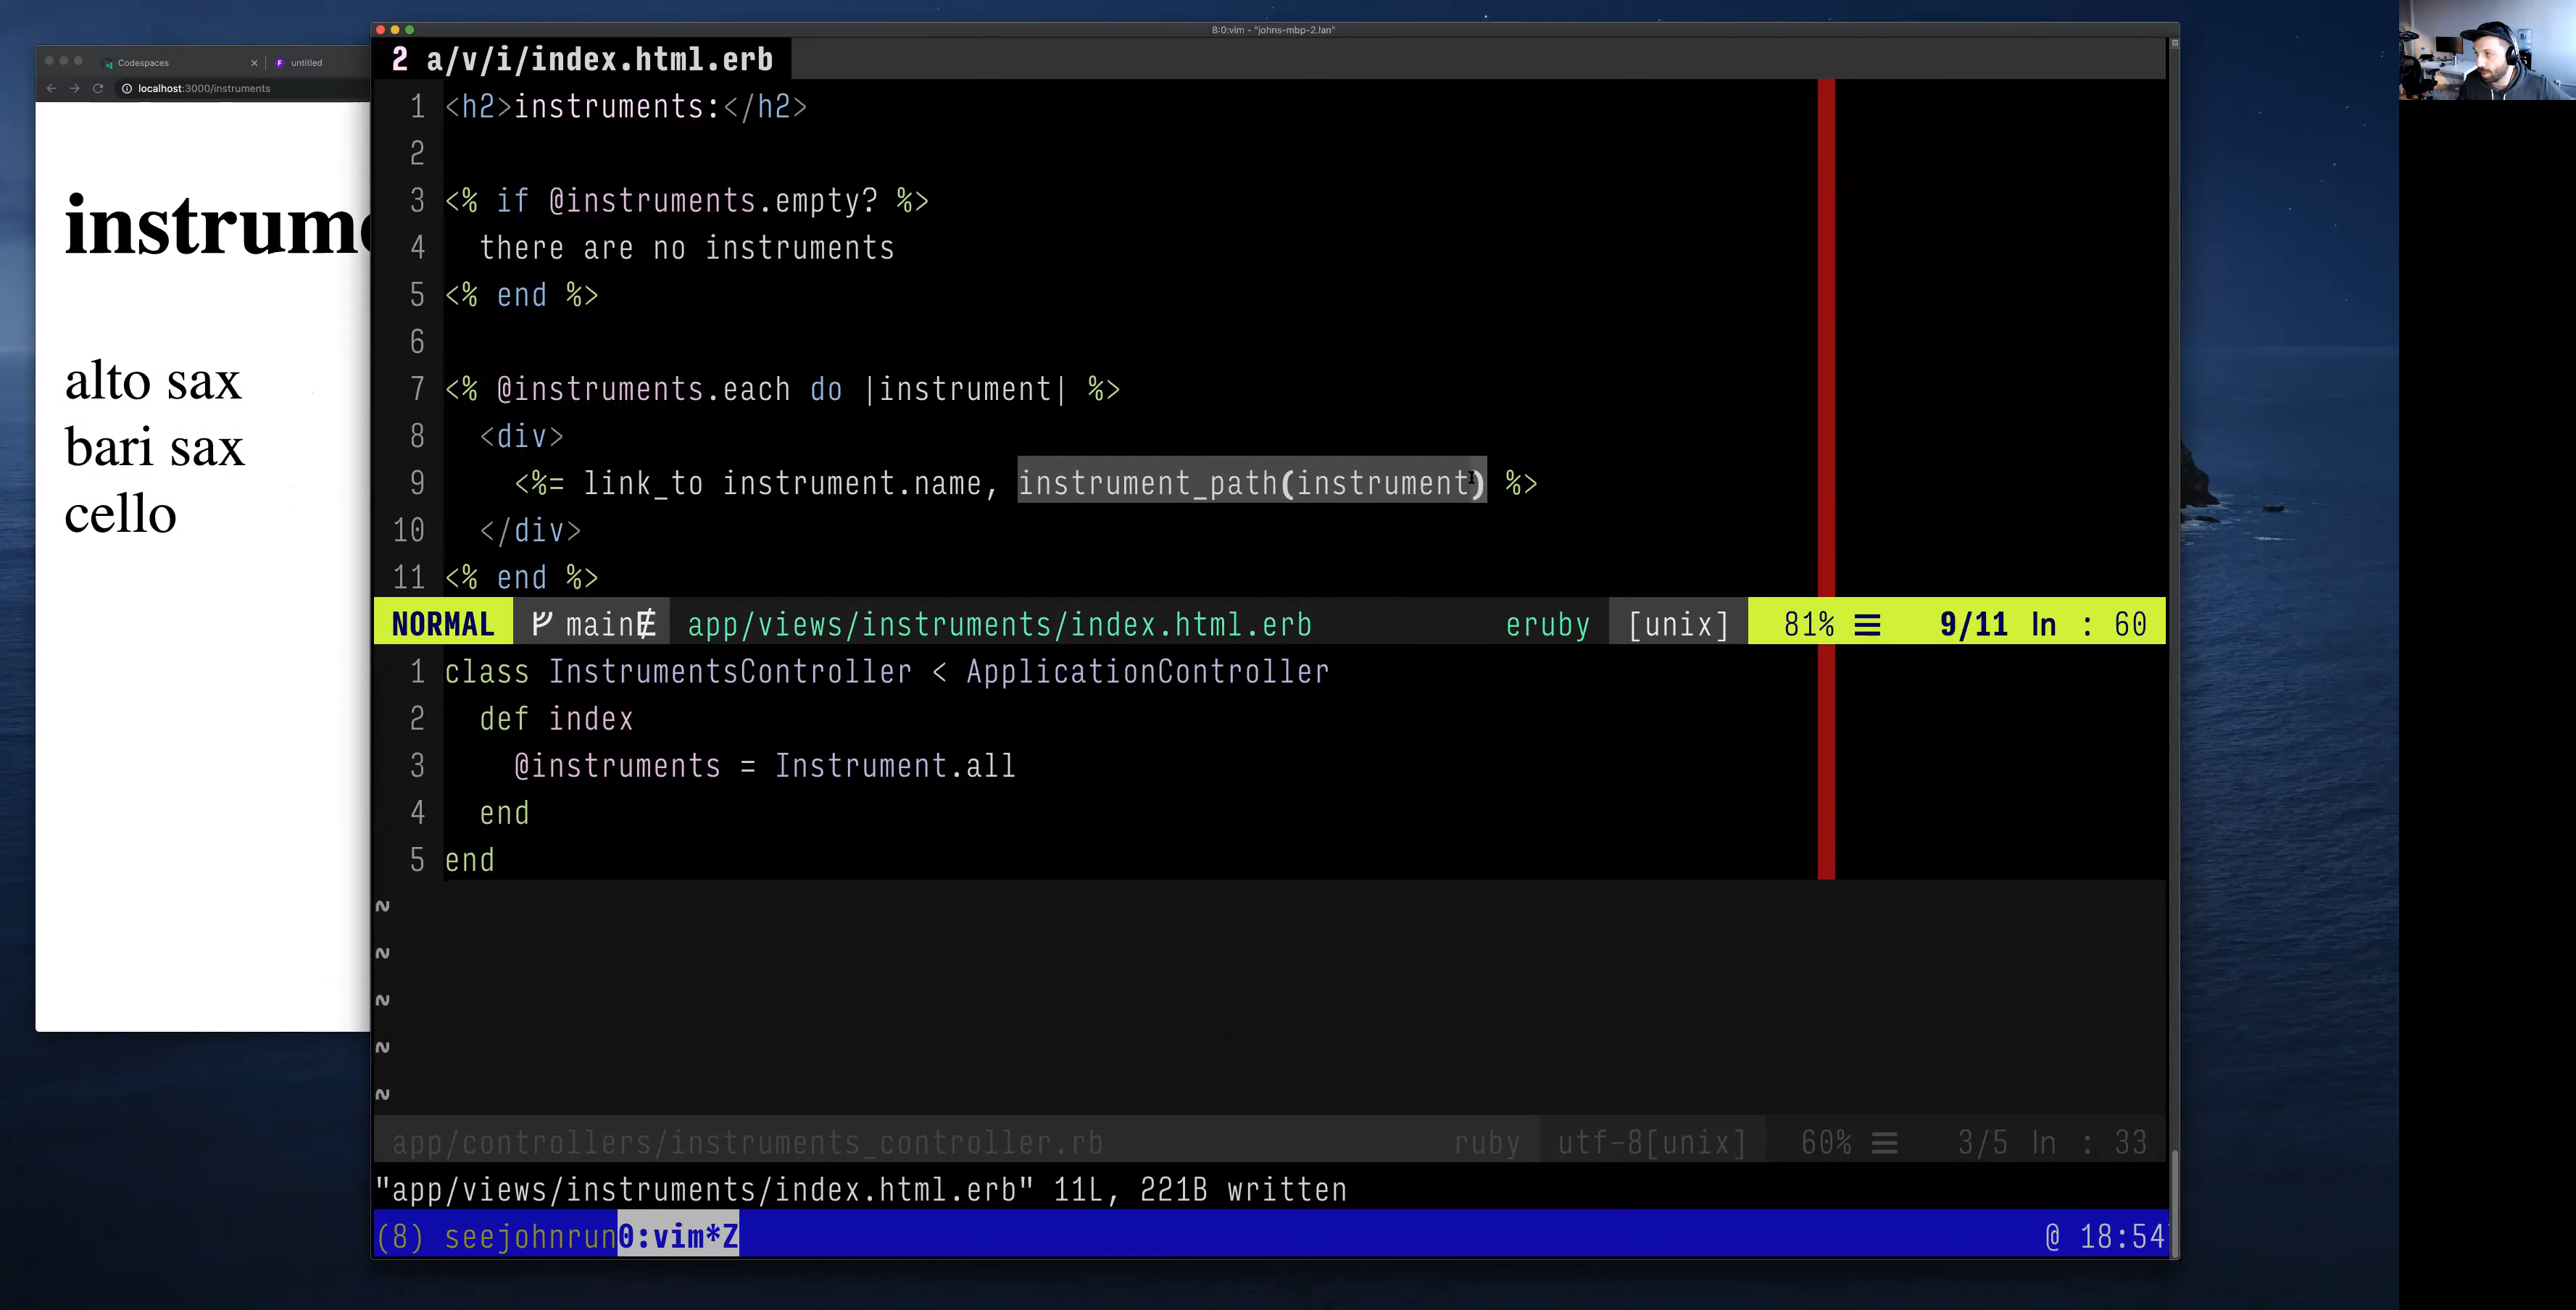 8:0:vim - "johns-mbp-2.lan"
Codespaces
untitled
localhost:3000/instruments
alto sax
bari sax
cello
2 a/v/i/index.html.erb
1 <h2>instruments:</h2>
2
3 <% if @instruments.empty? %>
4 there are no instruments
5 <% end %>
6
7 <% @instruments.each do |instrument| %>
8 <div>
9 <%= link_to instrument.name, instrument_path(instrument) %>
10 </div>
11 <% end %>
NORMAL main app/views/instruments/index.html.erb eruby [unix] 81% ☰ 9/11 ln : 60
1 class InstrumentsController < ApplicationController
2 def index
3 @instruments = Instrument.all
4 end
5 end
~
~
~
~
~
app/controllers/instruments_controller.rb ruby utf-8[unix] 60% ☰ 3/5 ln : 33
"app/views/instruments/index.html.erb" 11L, 221B written
(8) seejohnrun0:vim*Z @ 18:54